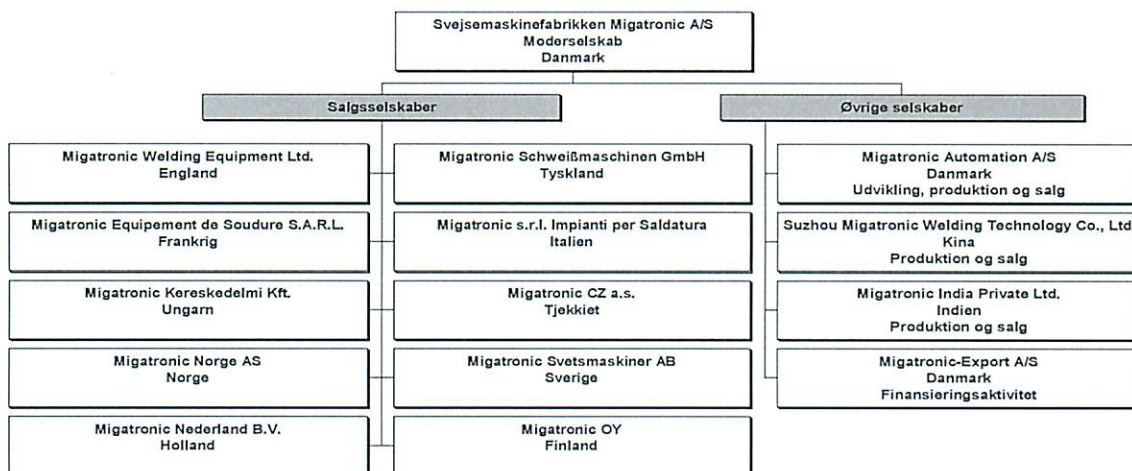 Svejsemaskinefabrikken Migatronic A/S
Moderselskab
Danmark
Salgsselskaber
Øvrige selskaber
Migatronic Welding Equipment Ltd.
England
Migatronic Schweißmaschinen GmbH
Tyskland
Migatronic Automation A/S
Danmark
Udvikling, produktion og salg
Migatronic Equipement de Soudure S.A.R.L.
Frankrig
Migatronic s.r.l. Impianti per Saldatura
Italien
Suzhou Migatronic Welding Technology Co., Ltd
Kina
Produktion og salg
Migatronic Kereskedelmi Kft.
Ungarn
Migatronic CZ a.s.
Tjekkiet
Migatronic India Private Ltd.
Indien
Produktion og salg
Migatronic Norge AS
Norge
Migatronic Svetsmaskiner AB
Sverige
Migatronic-Export A/S
Danmark
Finansieringsaktivitet
Migatronic Nederland B.V.
Holland
Migatronic OY
Finland